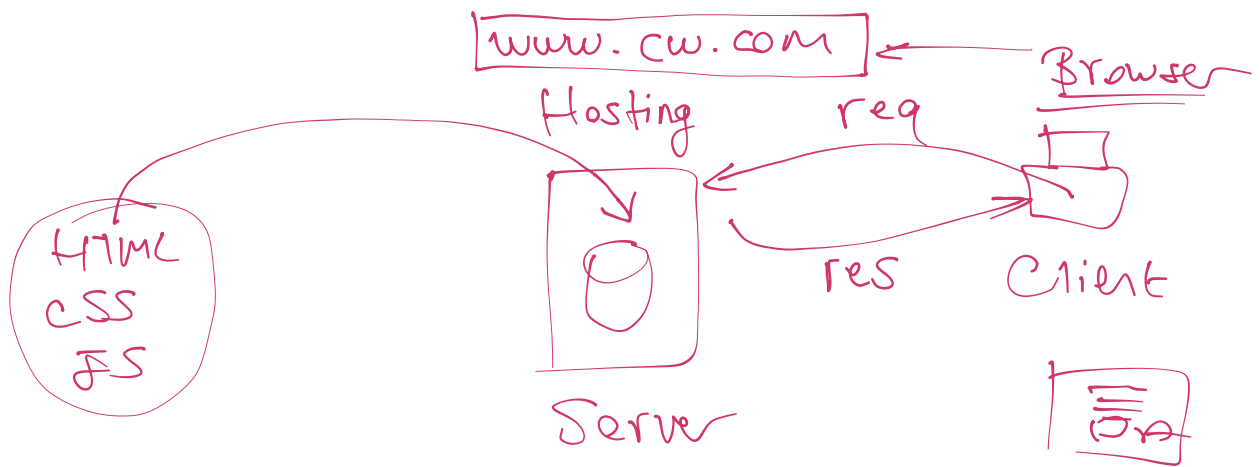 www.cw.com
Browser
Hosting
req
HTML
CSS
JS
res
Client
Server